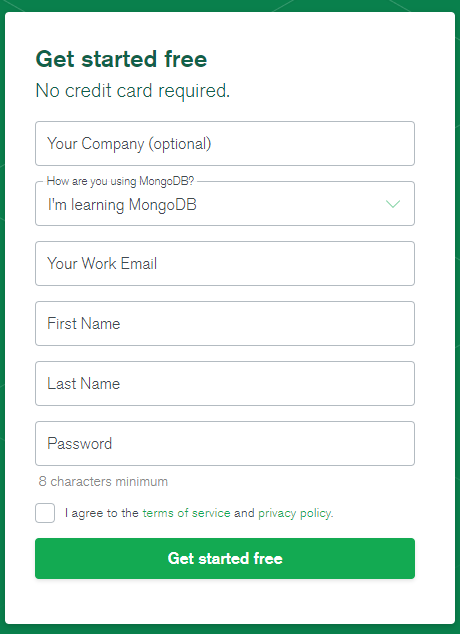 Get started free
No credit card required.
Your Company (optional)
How are you using MongoDB?
I'm learning MongoDB
Your Work Email
First Name
Last Name
Password
8 characters minimum
I agree to the terms of service and privacy policy.
Get started free